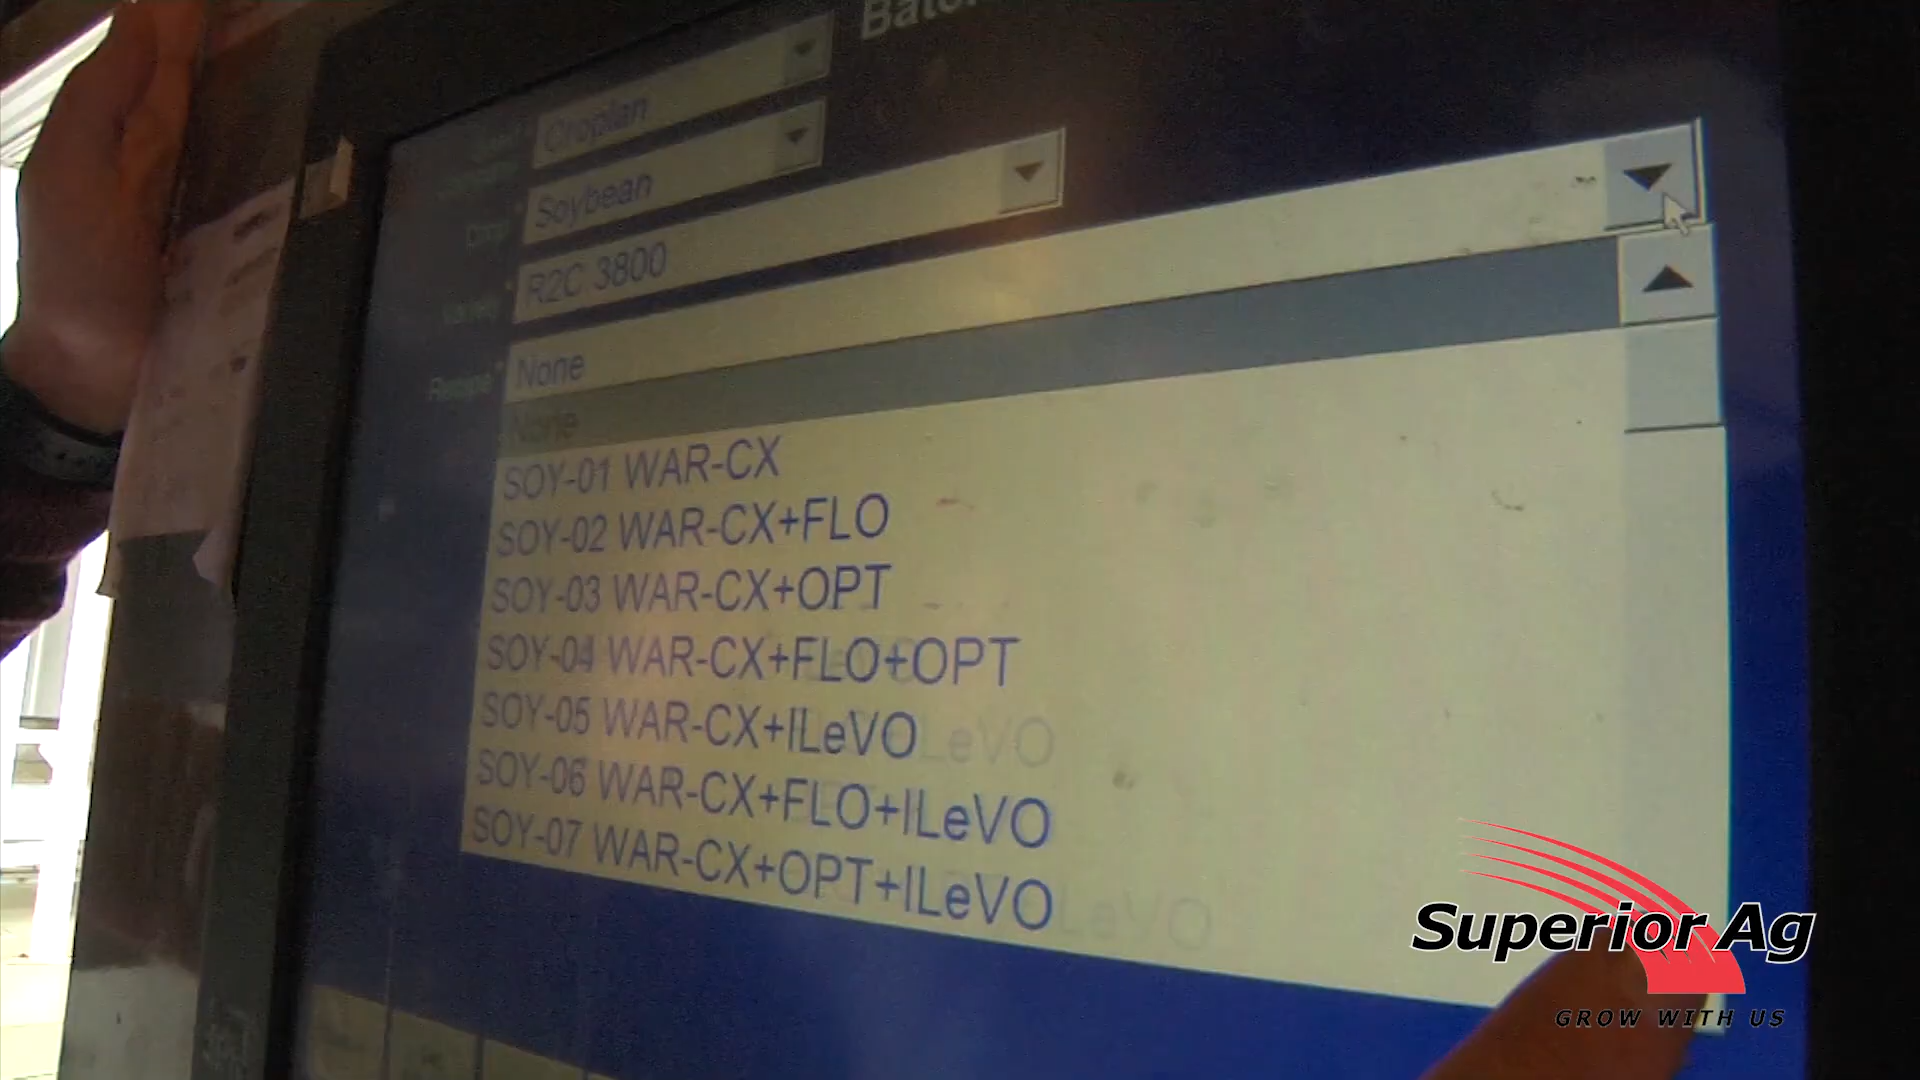 Croplan
Crop
Soybean
R2C 3800
Recipe
None
None
SOY-01 WAR-CX
SOY-02 WAR-CX+FLO
SOY-03 WAR-CX+OPT
SOY-04 WAR-CX+FLO+OPT
SOY-05 WAR-CX+ILeVO
SOY-06 WAR-CX+FLO+ILeVO
SOY-07 WAR-CX+OPT+ILeVO
Superior Ag
GROW WITH US